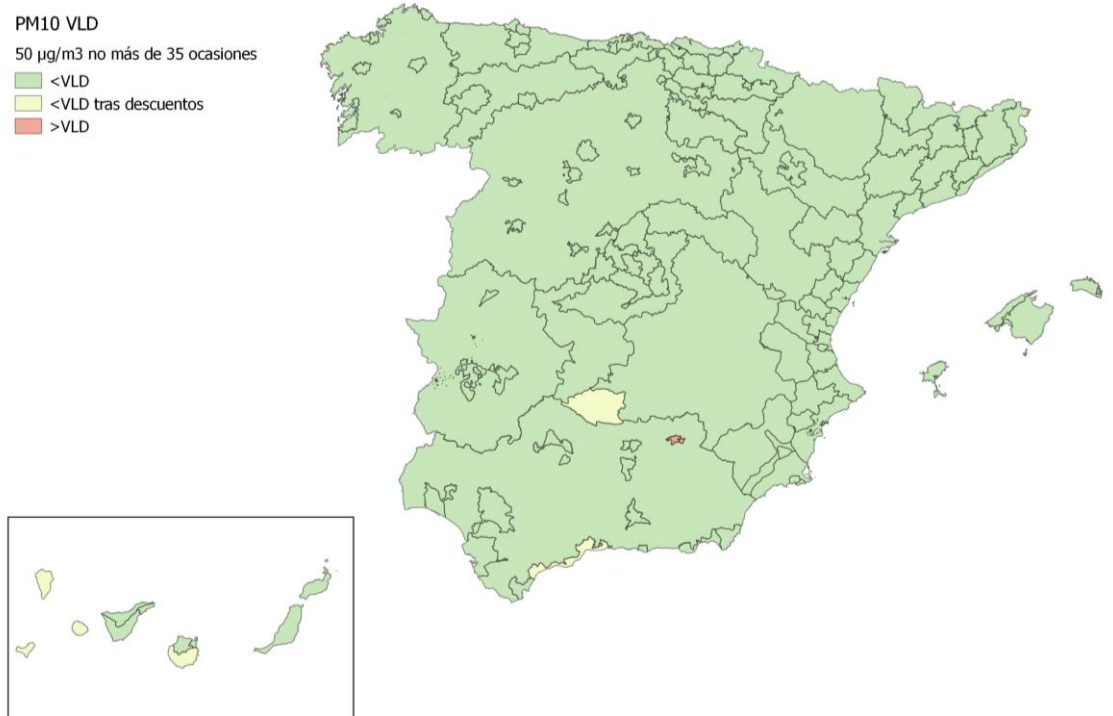 PM10 VLD
50 µg/m3 no más de 35 ocasiones
<VLD
<VLD tras descuentos
>VLD